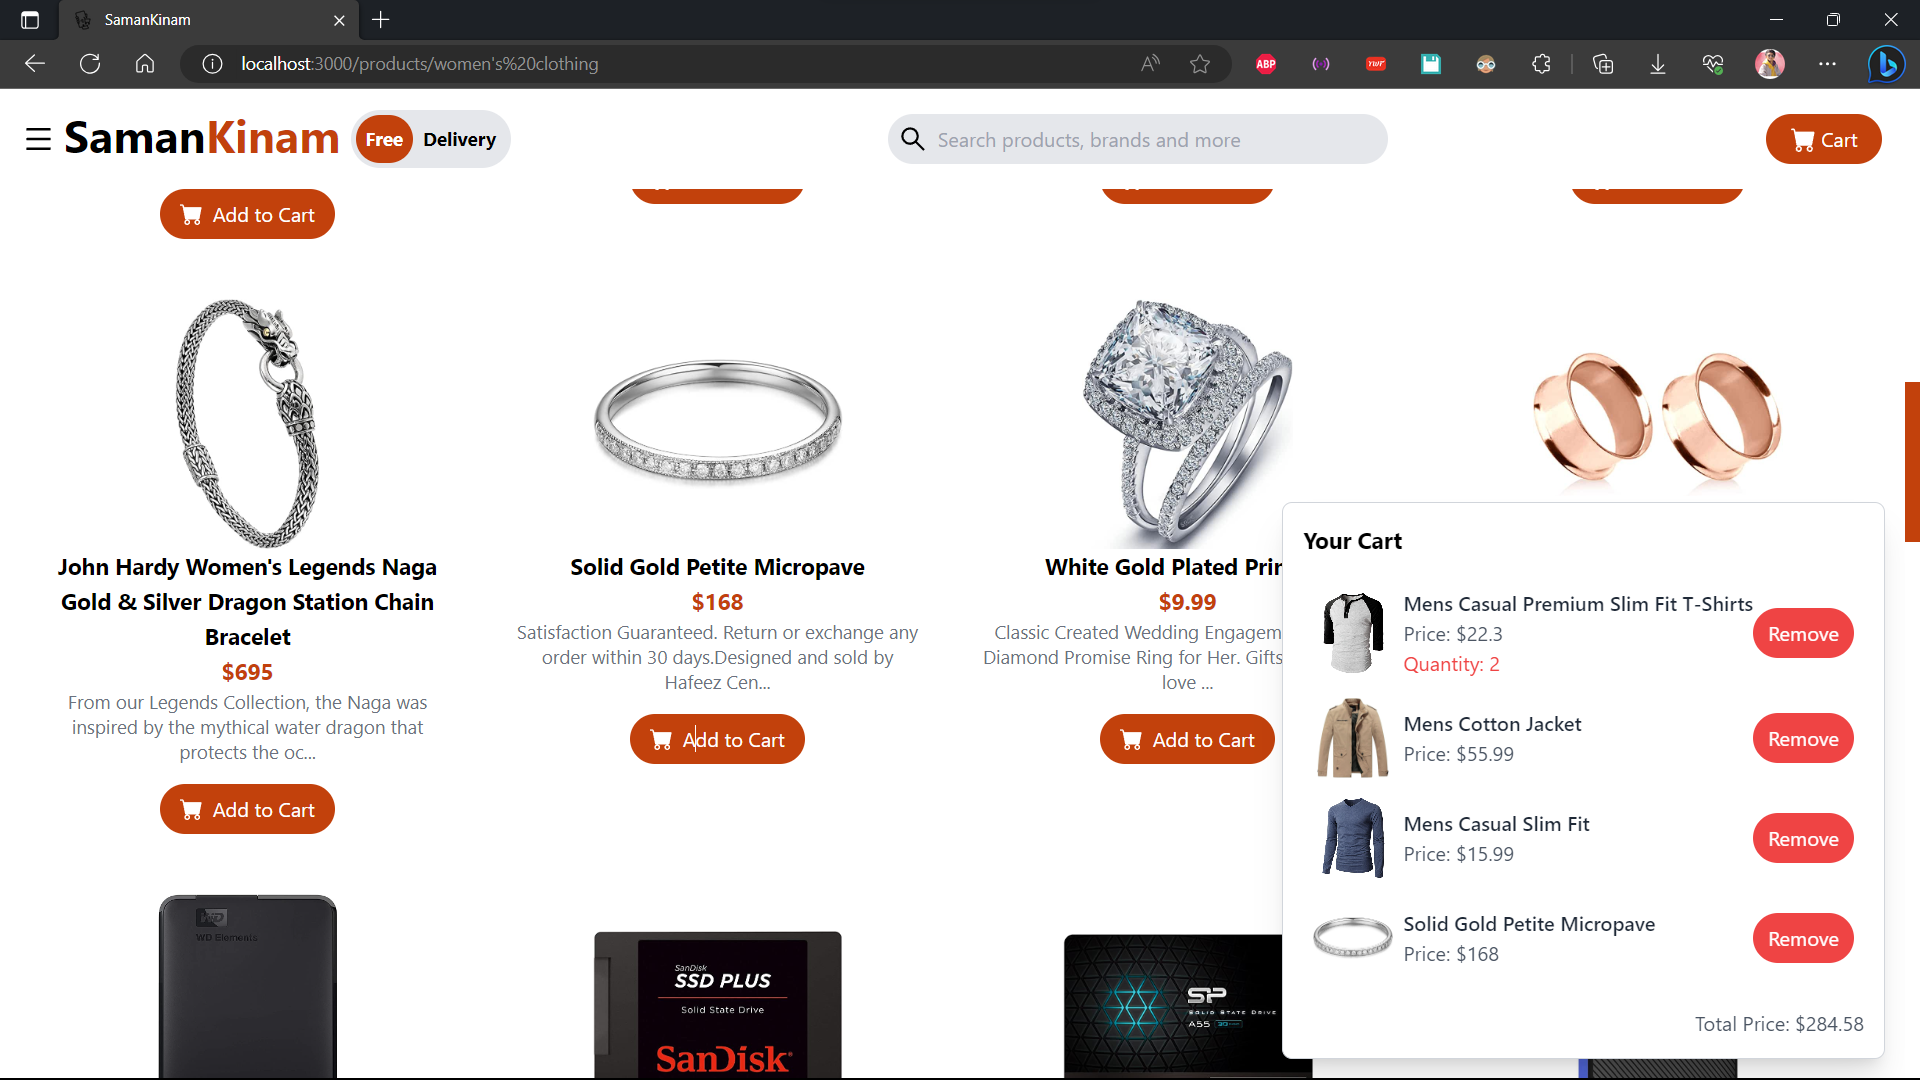 SamanKinam
localhost:3000/products/women's%20clothing
ABP
SamanKinam
Free Delivery
Search products, brands and more
Cart
Add to Cart
John Hardy Women's Legends Naga
Gold & Silver Dragon Station Chain
Bracelet
$695
From our Legends Collection, the Naga was
inspired by the mythical water dragon that
protects the oc...
Add to Cart
Solid Gold Petite Micropave
$168
Satisfaction Guaranteed. Return or exchange any
order within 30 days.Designed and sold by
Hafeez Cen...
Add to Cart
White Gold Plated Prin
$9.99
Classic Created Wedding Engagem
Diamond Promise Ring for Her. Gifts
love ...
Add to Cart
WD
WD Elements
SanDisk
SSD PLUS
Solid State Drive
SanDisk
SP
SOLID STATE DRIVE
A55
Your Cart
Mens Casual Premium Slim Fit T-Shirts
Price: $22.3
Quantity: 2
Remove
Mens Cotton Jacket
Price: $55.99
Remove
Mens Casual Slim Fit
Price: $15.99
Remove
Solid Gold Petite Micropave
Price: $168
Remove
Total Price: $284.58